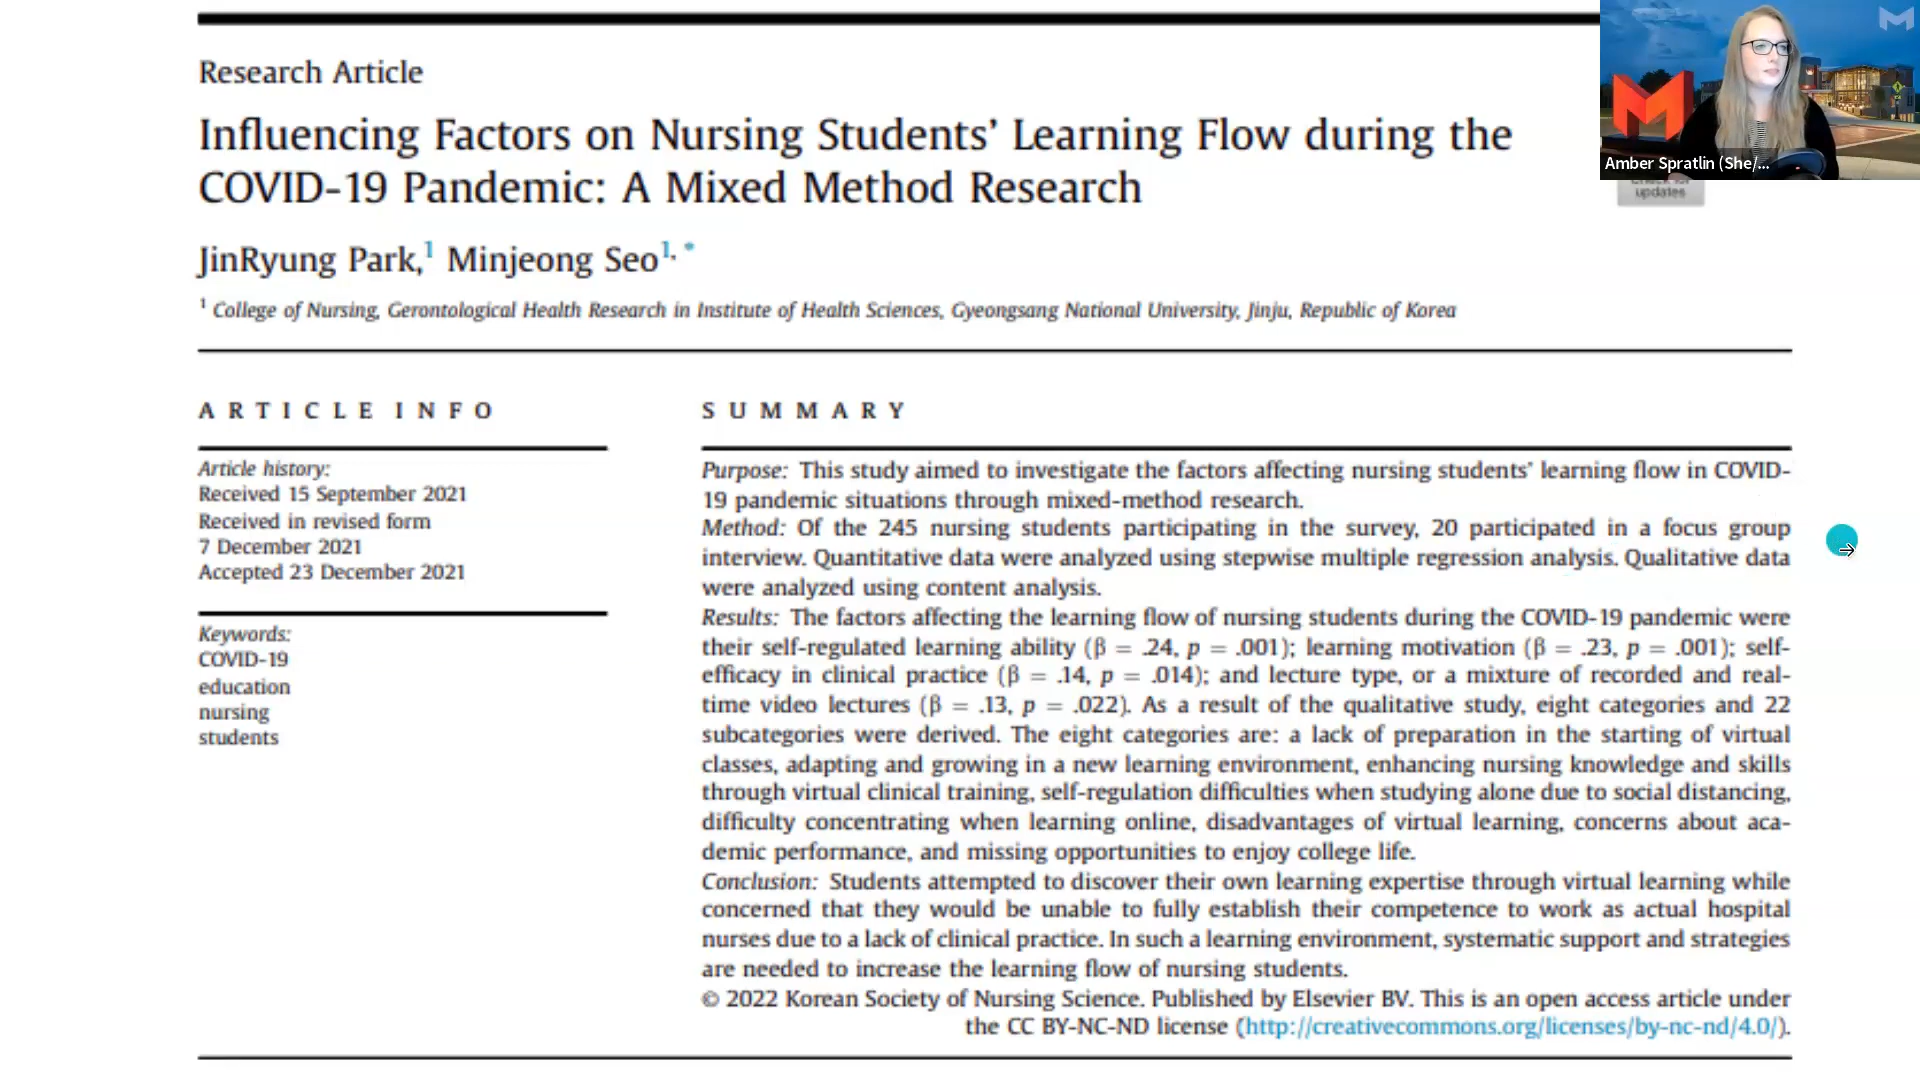 Research Article
Influencing Factors on Nursing Students’ Learning Flow during the
COVID-19 Pandemic: A Mixed Method Research
JinRyung Park,1 Minjeong Seo1, *
1 College of Nursing, Gerontological Health Research in Institute of Health Sciences, Gyeongsang National University, Jinju, Republic of Korea
ARTICLE INFO
Article history:
Received 15 September 2021
Received in revised form
7 December 2021
Accepted 23 December 2021
Keywords:
COVID-19
education
nursing
students
SUMMARY
Purpose: This study aimed to investigate the factors affecting nursing students' learning flow in COVID-
19 pandemic situations through mixed-method research.
Method: Of the 245 nursing students participating in the survey, 20 participated in a focus group
interview. Quantitative data were analyzed using stepwise multiple regression analysis. Qualitative data
were analyzed using content analysis.
Results: The factors affecting the learning flow of nursing students during the COVID-19 pandemic were
their self-regulated learning ability (β = .24, p = .001); learning motivation (β = .23, p = .001); self-
efficacy in clinical practice (β = .14, p = .014); and lecture type, or a mixture of recorded and real-
time video lectures (β = .13, p = .022). As a result of the qualitative study, eight categories and 22
subcategories were derived. The eight categories are: a lack of preparation in the starting of virtual
classes, adapting and growing in a new learning environment, enhancing nursing knowledge and skills
through virtual clinical training, self-regulation difficulties when studying alone due to social distancing,
difficulty concentrating when learning online, disadvantages of virtual learning, concerns about aca-
demic performance, and missing opportunities to enjoy college life.
Conclusion: Students attempted to discover their own learning expertise through virtual learning while
concerned that they would be unable to fully establish their competence to work as actual hospital
nurses due to a lack of clinical practice. In such a learning environment, systematic support and strategies
are needed to increase the learning flow of nursing students.
© 2022 Korean Society of Nursing Science. Published by Elsevier BV. This is an open access article under
the CC BY-NC-ND license (http://creativecommons.org/licenses/by-nc-nd/4.0/).
Amber Spratlin (She/...
updates